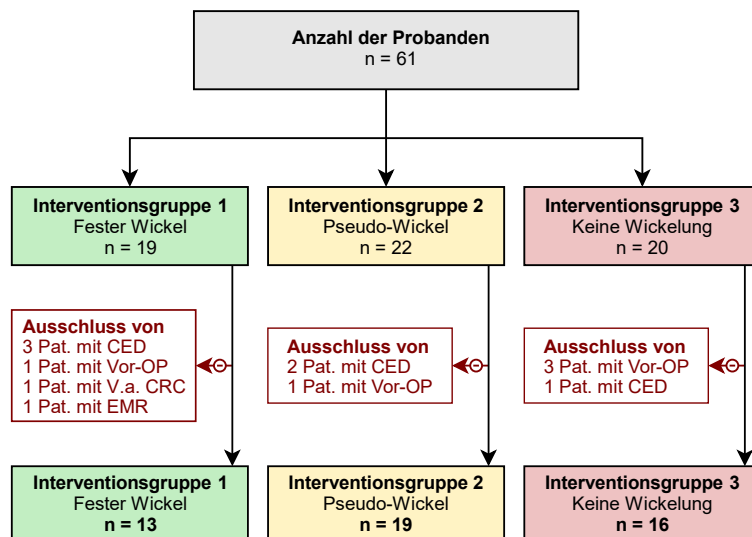 Anzahl der Probanden
n = 61
Interventionsgruppe 1
Fester Wickel
n = 19
Interventionsgruppe 2
Pseudo-Wickel
n = 22
Interventionsgruppe 3
Keine Wickelung
n = 20
Ausschluss von
3 Pat. mit CED
1 Pat. mit Vor-OP
1 Pat. mit V.a. CRC
1 Pat. mit EMR
Ausschluss von
2 Pat. mit CED
1 Pat. mit Vor-OP
Ausschluss von
3 Pat. mit Vor-OP
1 Pat. mit CED
Interventionsgruppe 1
Fester Wickel
n = 13
Interventionsgruppe 2
Pseudo-Wickel
n = 19
Interventionsgruppe 3
Keine Wickelung
n = 16